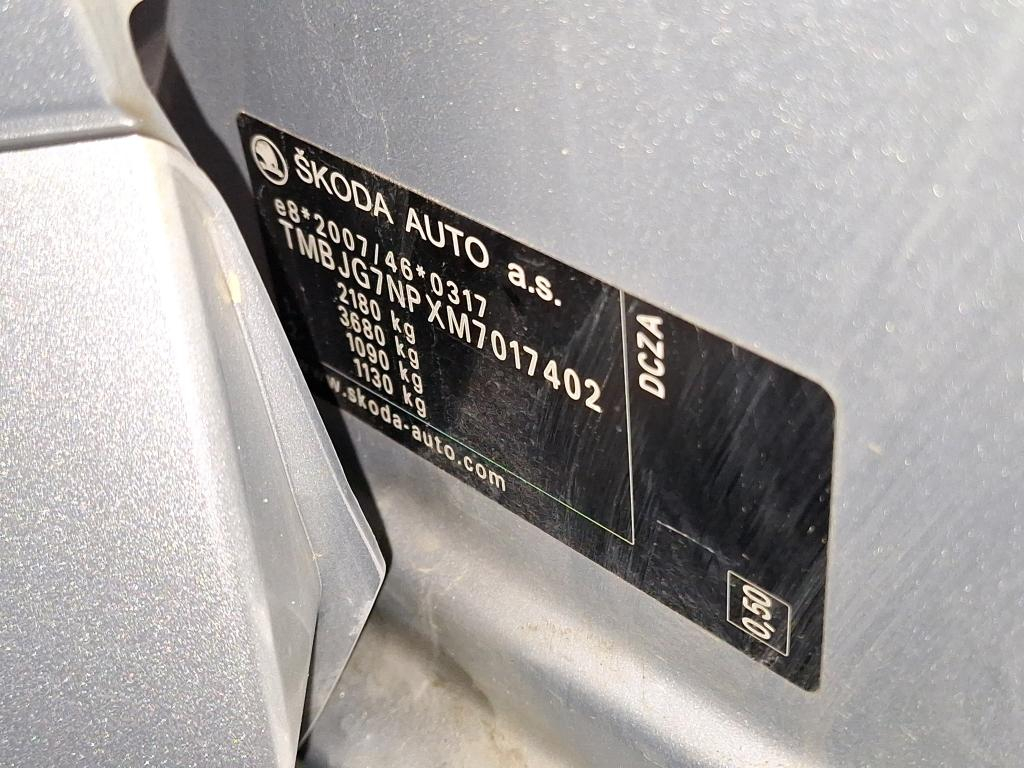 ŠKODA AUTO a.s.
e8*2007/46*0317
TMBJG7NPXM7017402
2180 kg
3680 kg
1090 kg
1130 kg
w.skoda-auto.com
DCZA
0,50